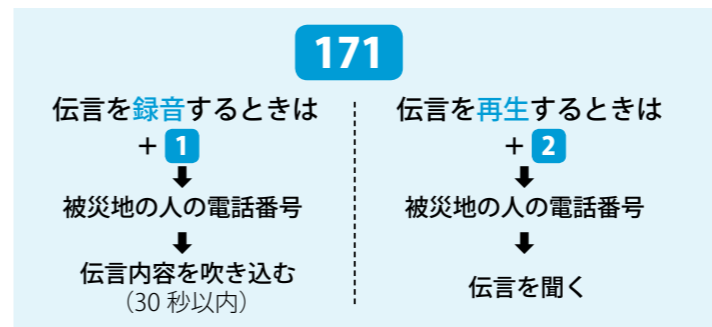 171
伝言を録音するときは
+ 1
⬇
被災地の人の電話番号
⬇
伝言内容を吹き込む
（30 秒以内）
伝言を再生するときは
+ 2
⬇
被災地の人の電話番号
⬇
伝言を聞く